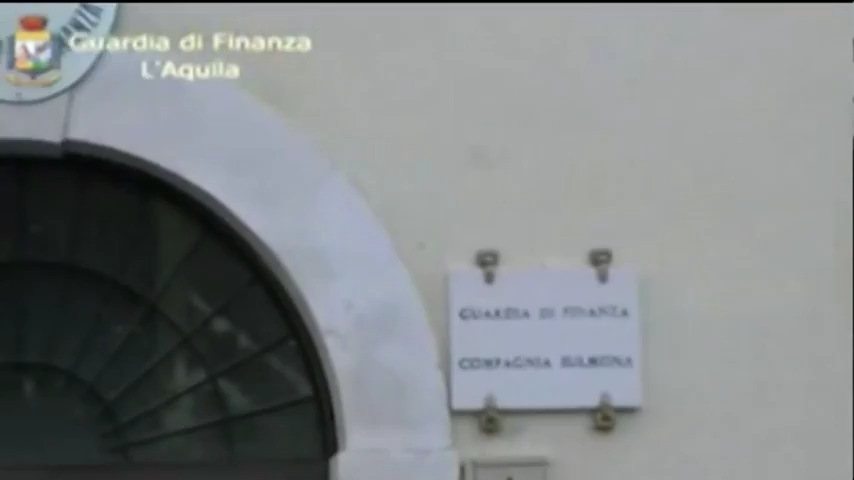 Guardia di Finanza
L'Aquila
GUARDIA DI FINANZA
COMPAGNIA SULMONA